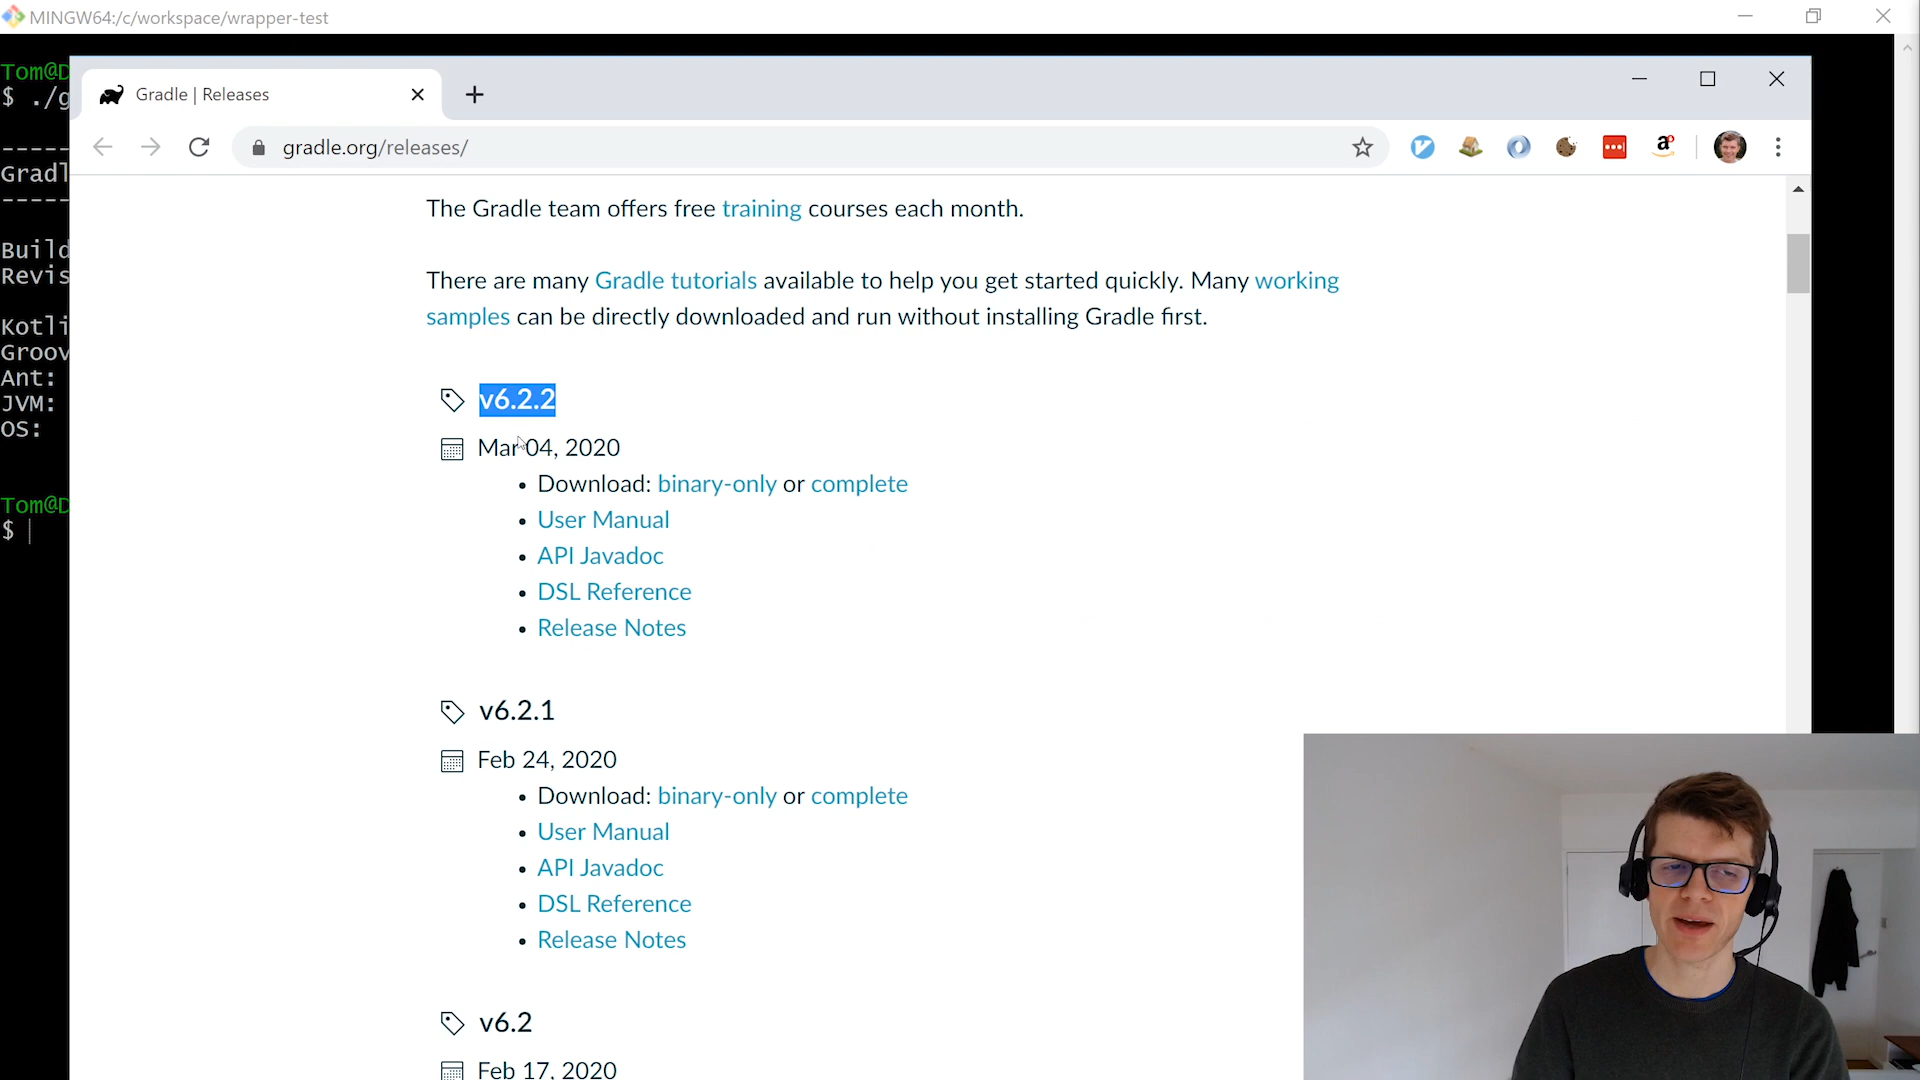 MINGW64:/c/workspace/wrapper-test
Tom@D
$ ./g
------
Gradl
------
Build
Revis
Kotli
Groov
Ant:
JVM:
OS:
Tom@D
$
Gradle | Releases
gradle.org/releases/
The Gradle team offers free training courses each month.
There are many Gradle tutorials available to help you get started quickly. Many working
samples can be directly downloaded and run without installing Gradle first.
v6.2.2
Mar 04, 2020
• Download: binary-only or complete
• User Manual
• API Javadoc
• DSL Reference
• Release Notes
v6.2.1
Feb 24, 2020
• Download: binary-only or complete
• User Manual
• API Javadoc
• DSL Reference
• Release Notes
v6.2
Feb 17, 2020